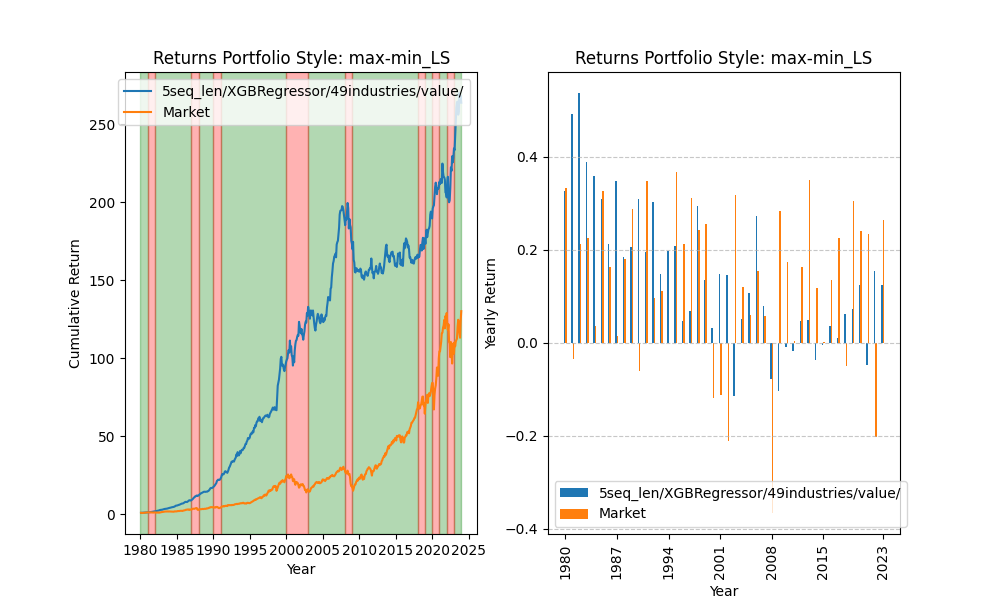 Returns Portfolio Style: max-min_LS
5seq_len/XGBRegressor/49industries/value/
Market
Cumulative Return
250
200
150
100
50
0
1980 1985 1990 1995 2000 2005 2010 2015 2020 2025
Year
Returns Portfolio Style: max-min_LS
Yearly Return
0.4
0.2
0.0
−0.2
−0.4
5seq_len/XGBRegressor/49industries/value/
Market
1980 1987 1994 2001 2008 2015 2023
Year